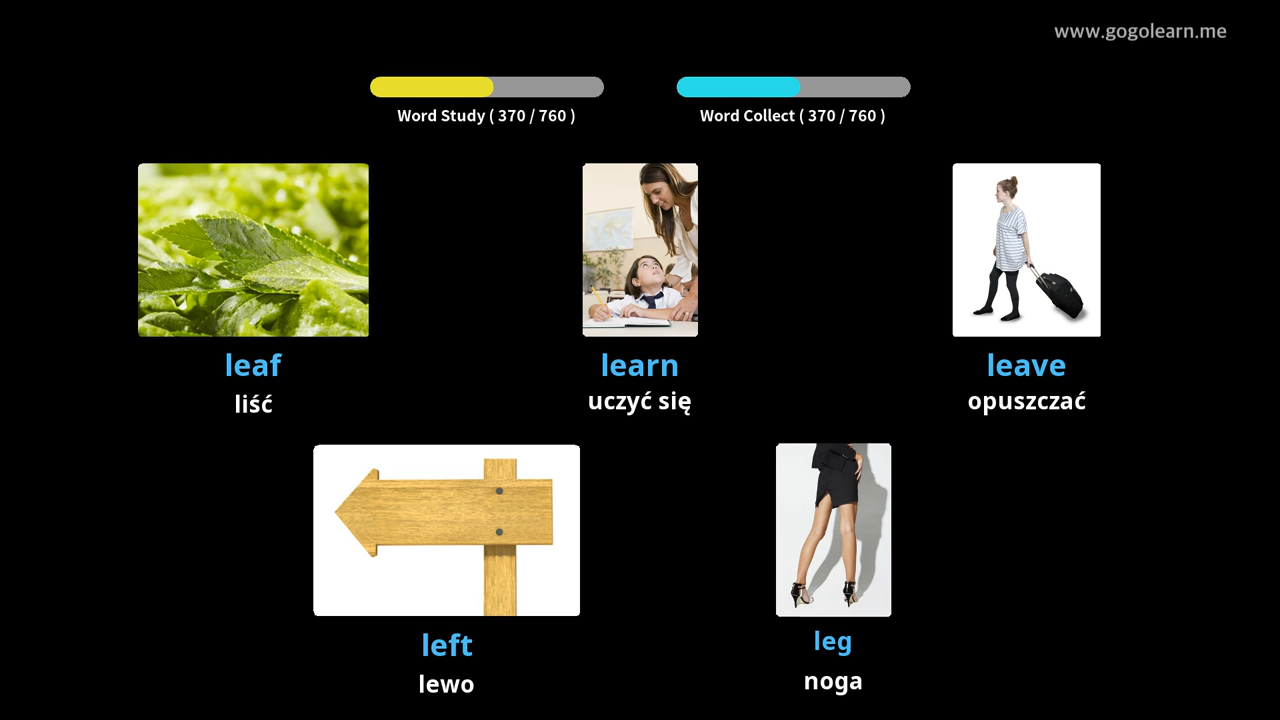 www.gogolearn.me
Word Study ( 370 / 760 )
Word Collect ( 370 / 760 )
leaf
liść
learn
uczyć się
leave
opuszczać
left
lewo
leg
noga